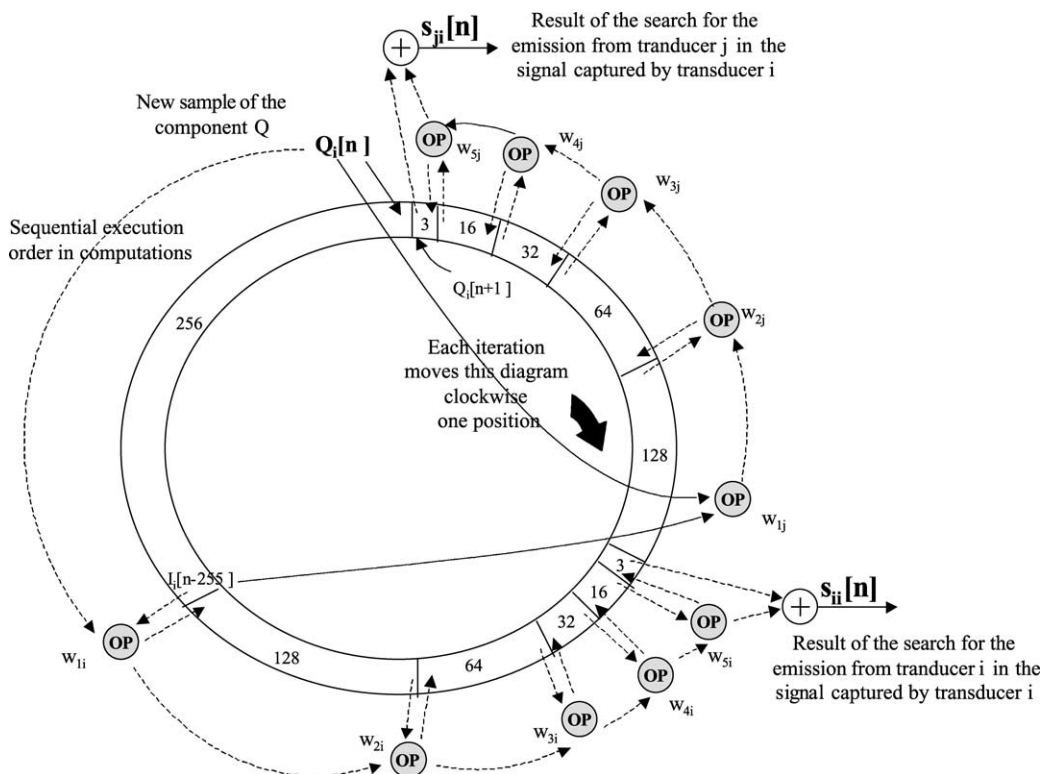 s_ji[n]
Result of the search for the
emission from tranducer j in the
signal captured by transducer i
New sample of the
component Q
Q_i[n ]
OP
w_5j
OP
w_4j
OP
w_3j
Sequential execution
order in computations
3
16
32
Q_i[n+1 ]
64
256
OP
w_2j
Each iteration
moves this diagram
clockwise
one position
128
OP
w_1j
I_i[n-255 ]
3
16
32
s_ii[n]
Result of the search for the
emission from tranducer i in the
signal captured by transducer i
OP
w_1i
128
64
OP
w_5i
OP
w_4i
OP
w_3i
OP
w_2i